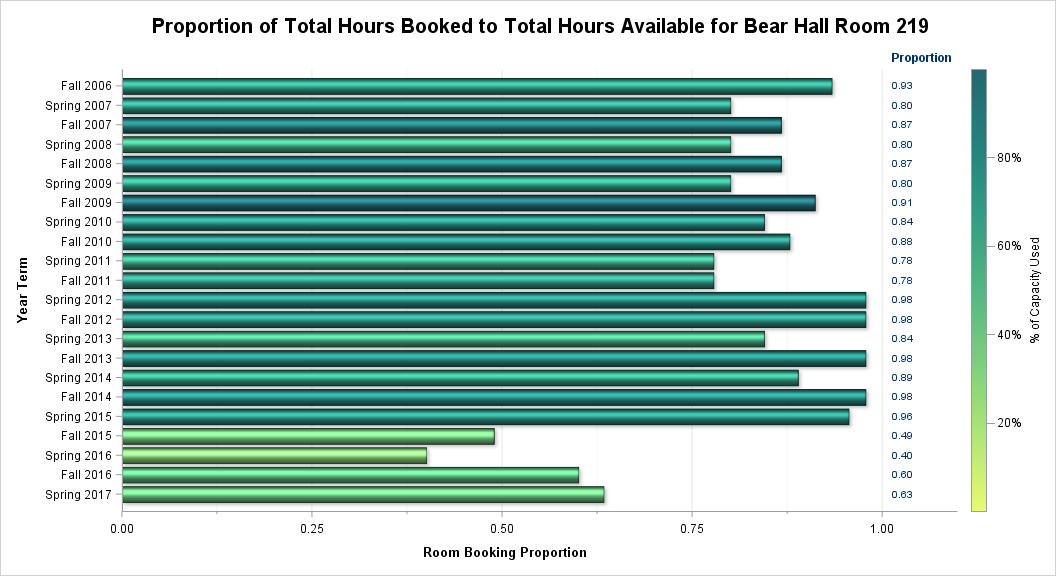 Proportion of Total Hours Booked to Total Hours Available for Bear Hall Room 219
Proportion
Fall 2006 0.93
Spring 2007 0.80
Fall 2007 0.87
Spring 2008 0.80
Fall 2008 0.87
Spring 2009 0.80
Fall 2009 0.91
Spring 2010 0.84
Fall 2010 0.88
Spring 2011 0.78
Fall 2011 0.78
Spring 2012 0.98
Fall 2012 0.98
Spring 2013 0.84
Fall 2013 0.98
Spring 2014 0.89
Fall 2014 0.98
Spring 2015 0.96
Fall 2015 0.49
Spring 2016 0.40
Fall 2016 0.60
Spring 2017 0.63
Year Term
0.00 0.25 0.50 0.75 1.00
Room Booking Proportion
80%
60%
40%
20%
% of Capacity Used